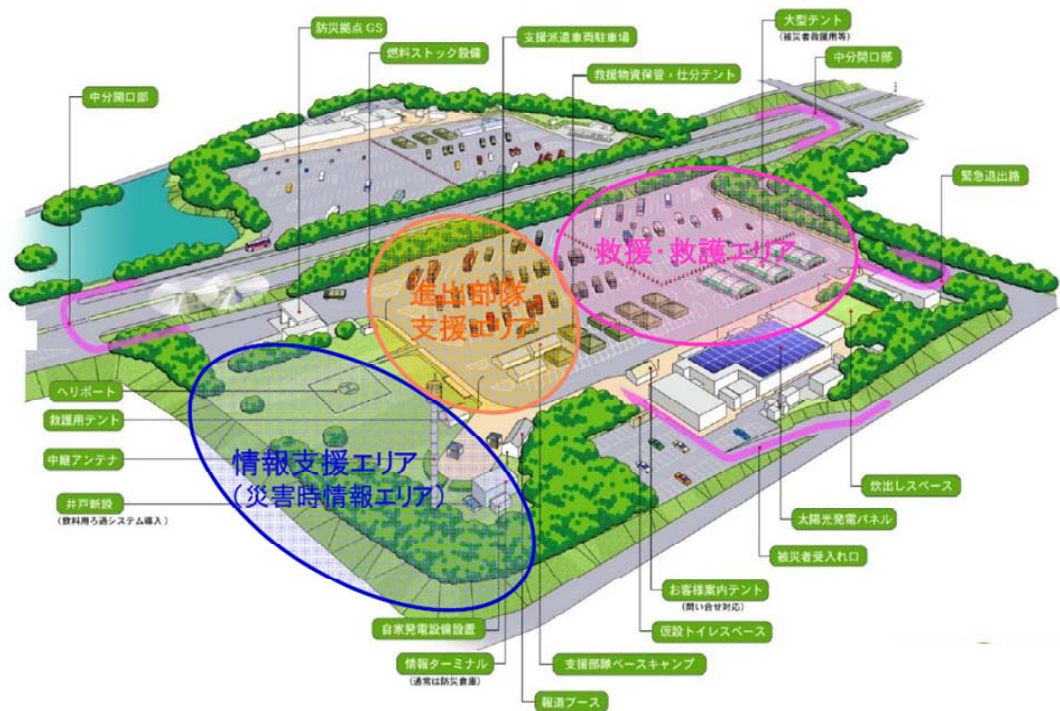 防災拠点 GS
燃料ストック設備
支援派遣車両駐車場
大型テント
(被災者救援用等)
救援物資保管・仕分テント
中分開口部
中分開口部
緊急退出路
救援・救護エリア
進出部隊
支援エリア
ヘリポート
救護用テント
中継アンテナ
井戸新設
(飲料用ろ過システム導入)
情報支援エリア
(災害時情報エリア)
炊出しスペース
太陽光発電パネル
被災者受入れ口
お客様案内テント
(問い合せ対応)
仮設トイレスペース
自家発電設備設置
情報ターミナル
(通常は防災倉庫)
支援部隊ベースキャンプ
報道ブース